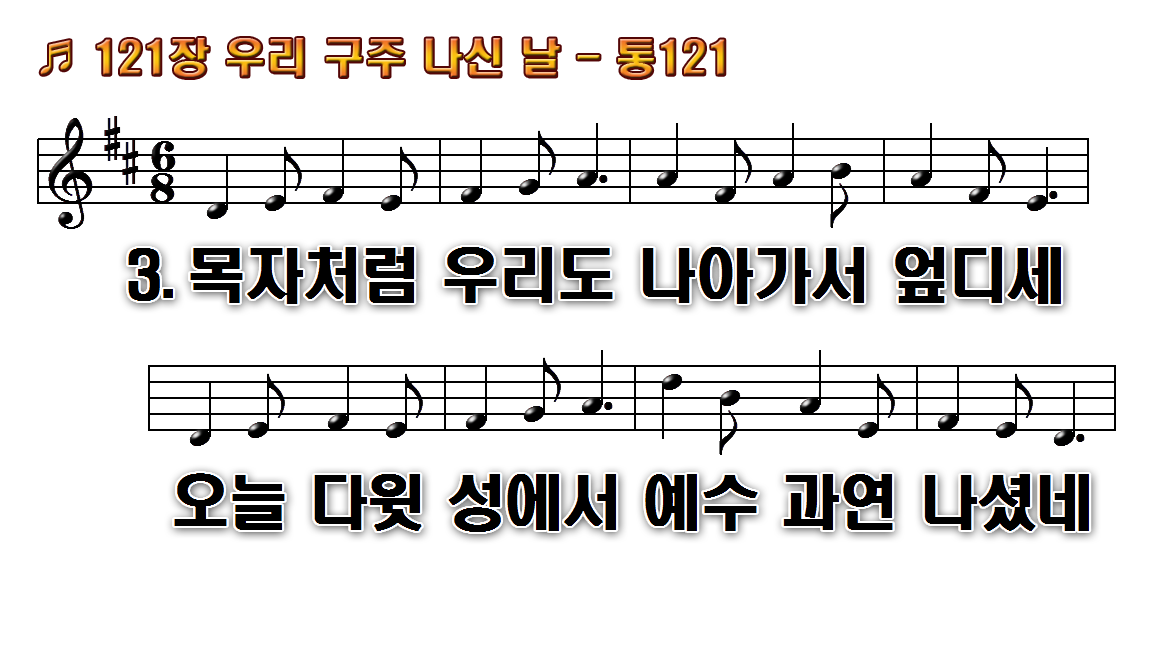 ♬ 121장 우리 구주 나신 날 - 통121
6
8
3. 목자처럼 우리도 나아가서 엎디세
오늘 다윗 성에서 예수 과연 나셨네